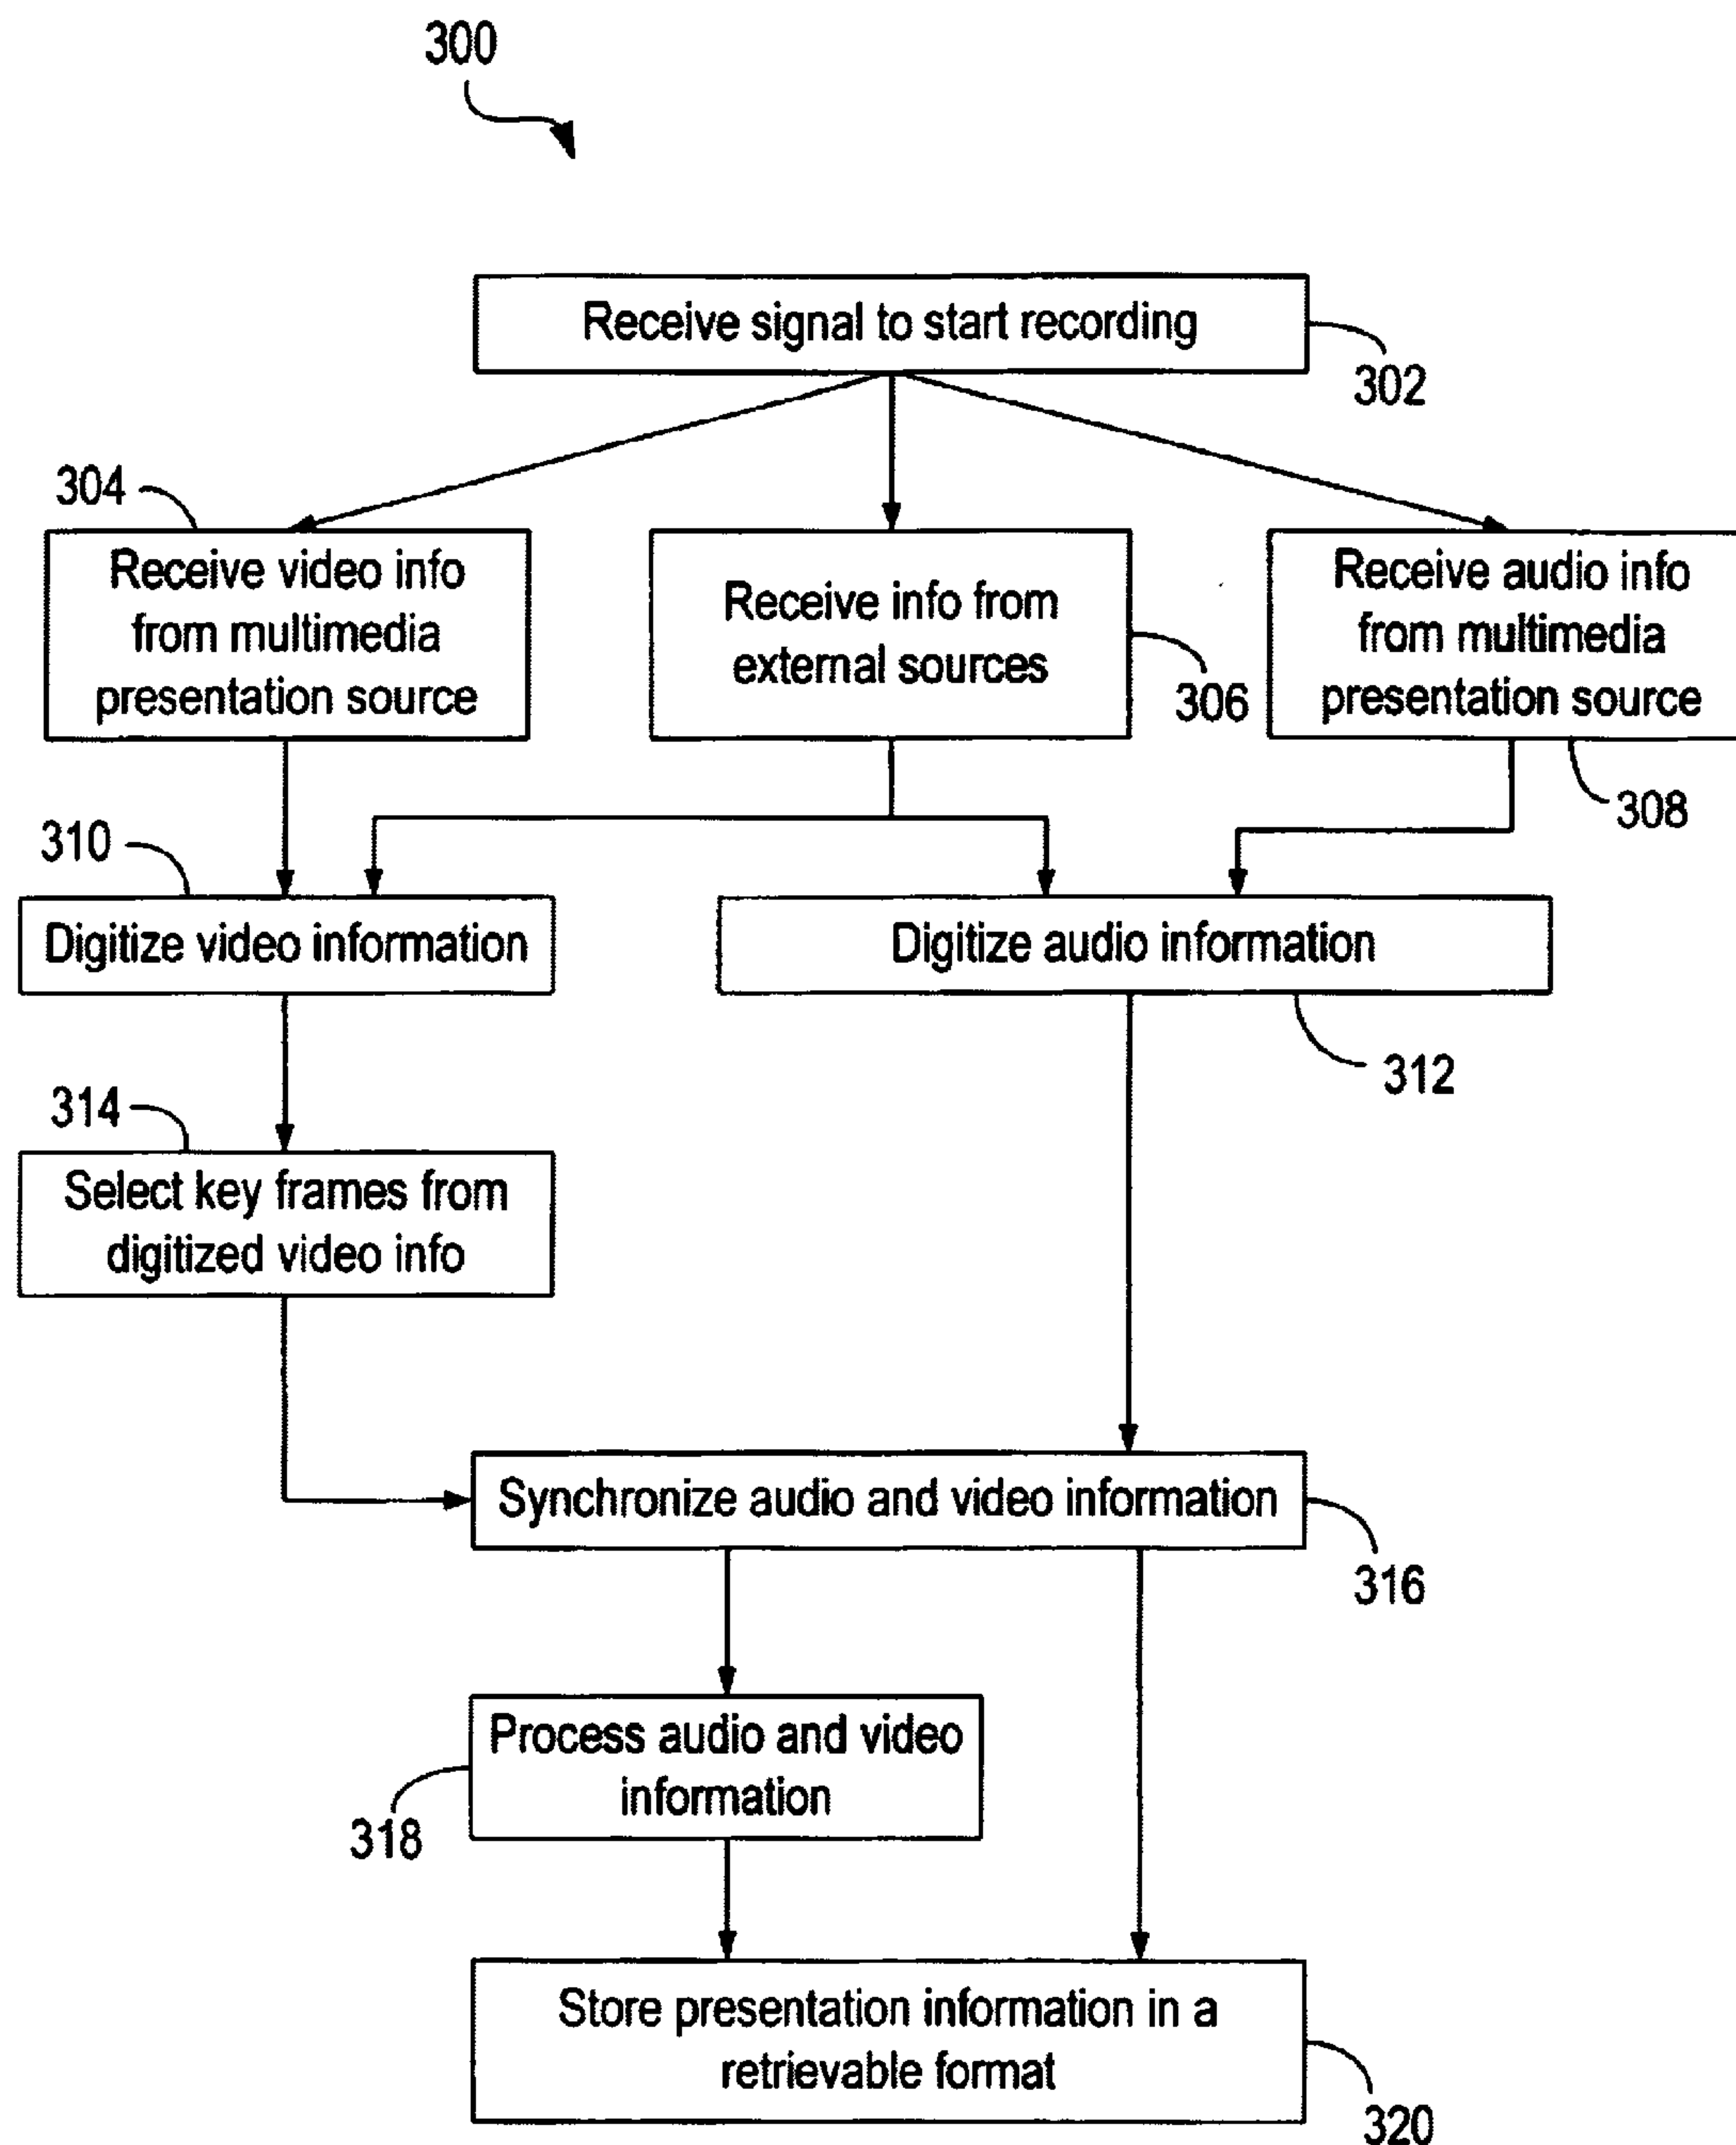 300
Receive signal to start recording
302
304
Receive video info
from multimedia
presentation source
Receive info from
external sources
306
Receive audio info
from multimedia
presentation source
308
310
Digitize video information
Digitize audio information
312
314
Select key frames from
digitized video info
Synchronize audio and video information
316
Process audio and video
information
318
Store presentation information in a
retrievable format
320